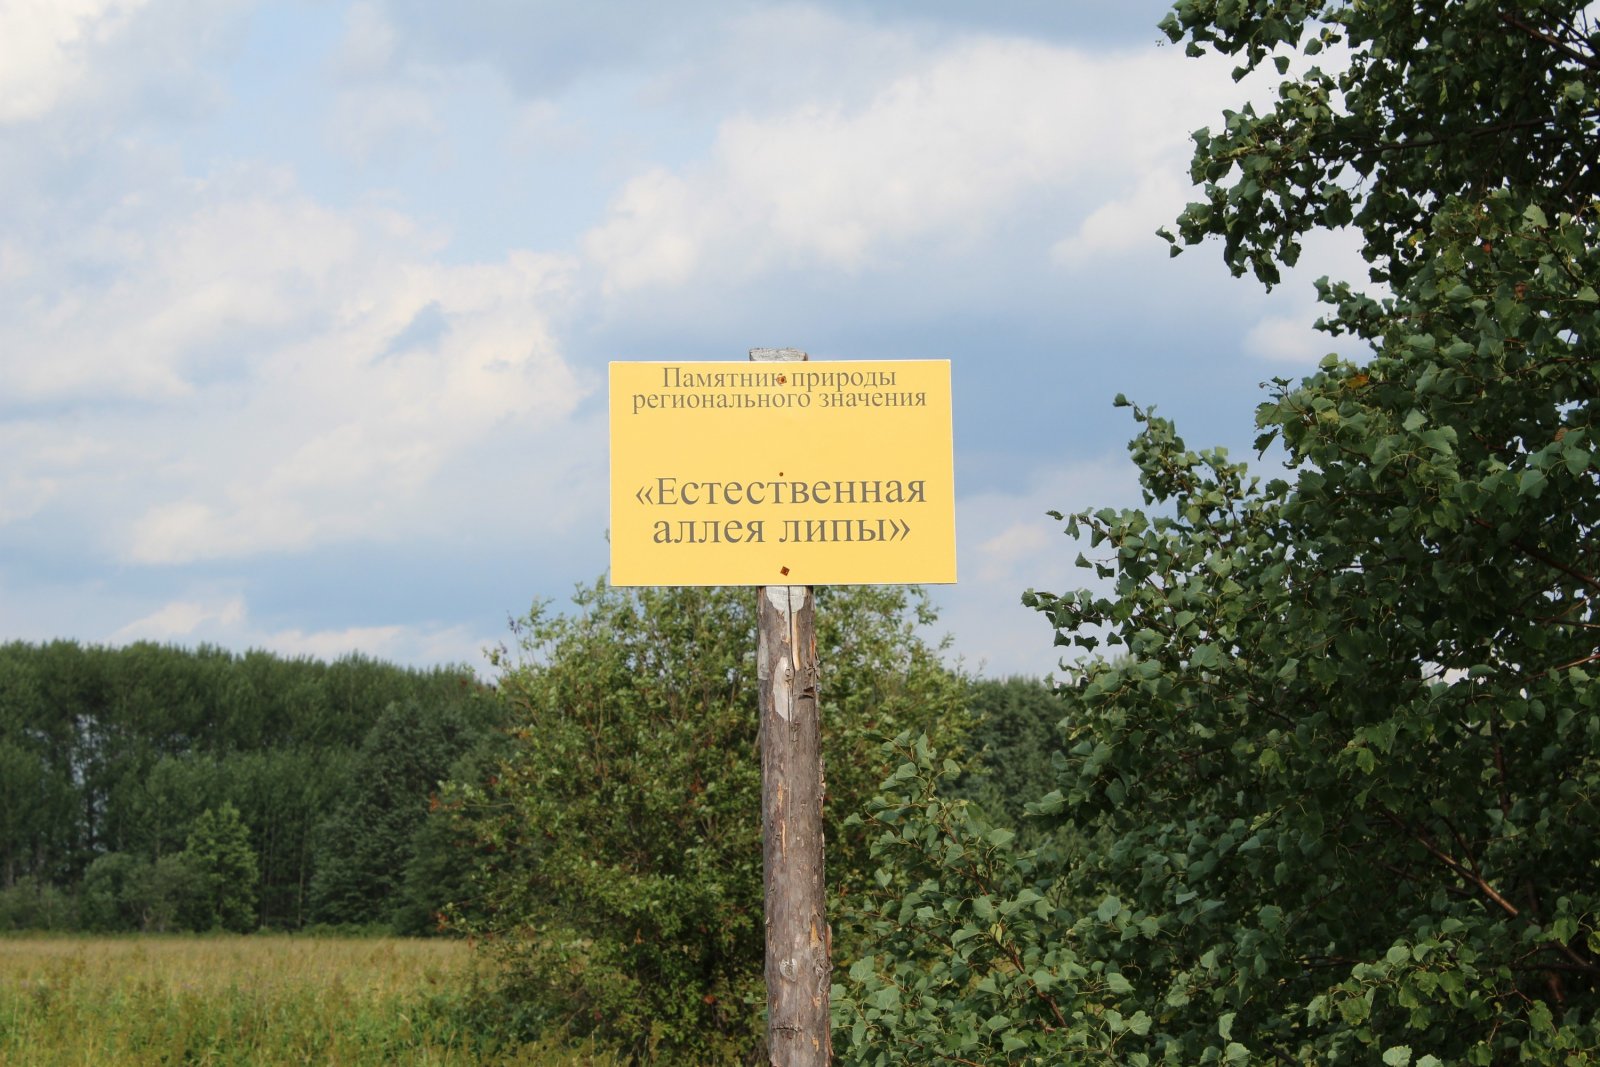 Памятник природы
регионального значения
«Естественная
аллея липы»